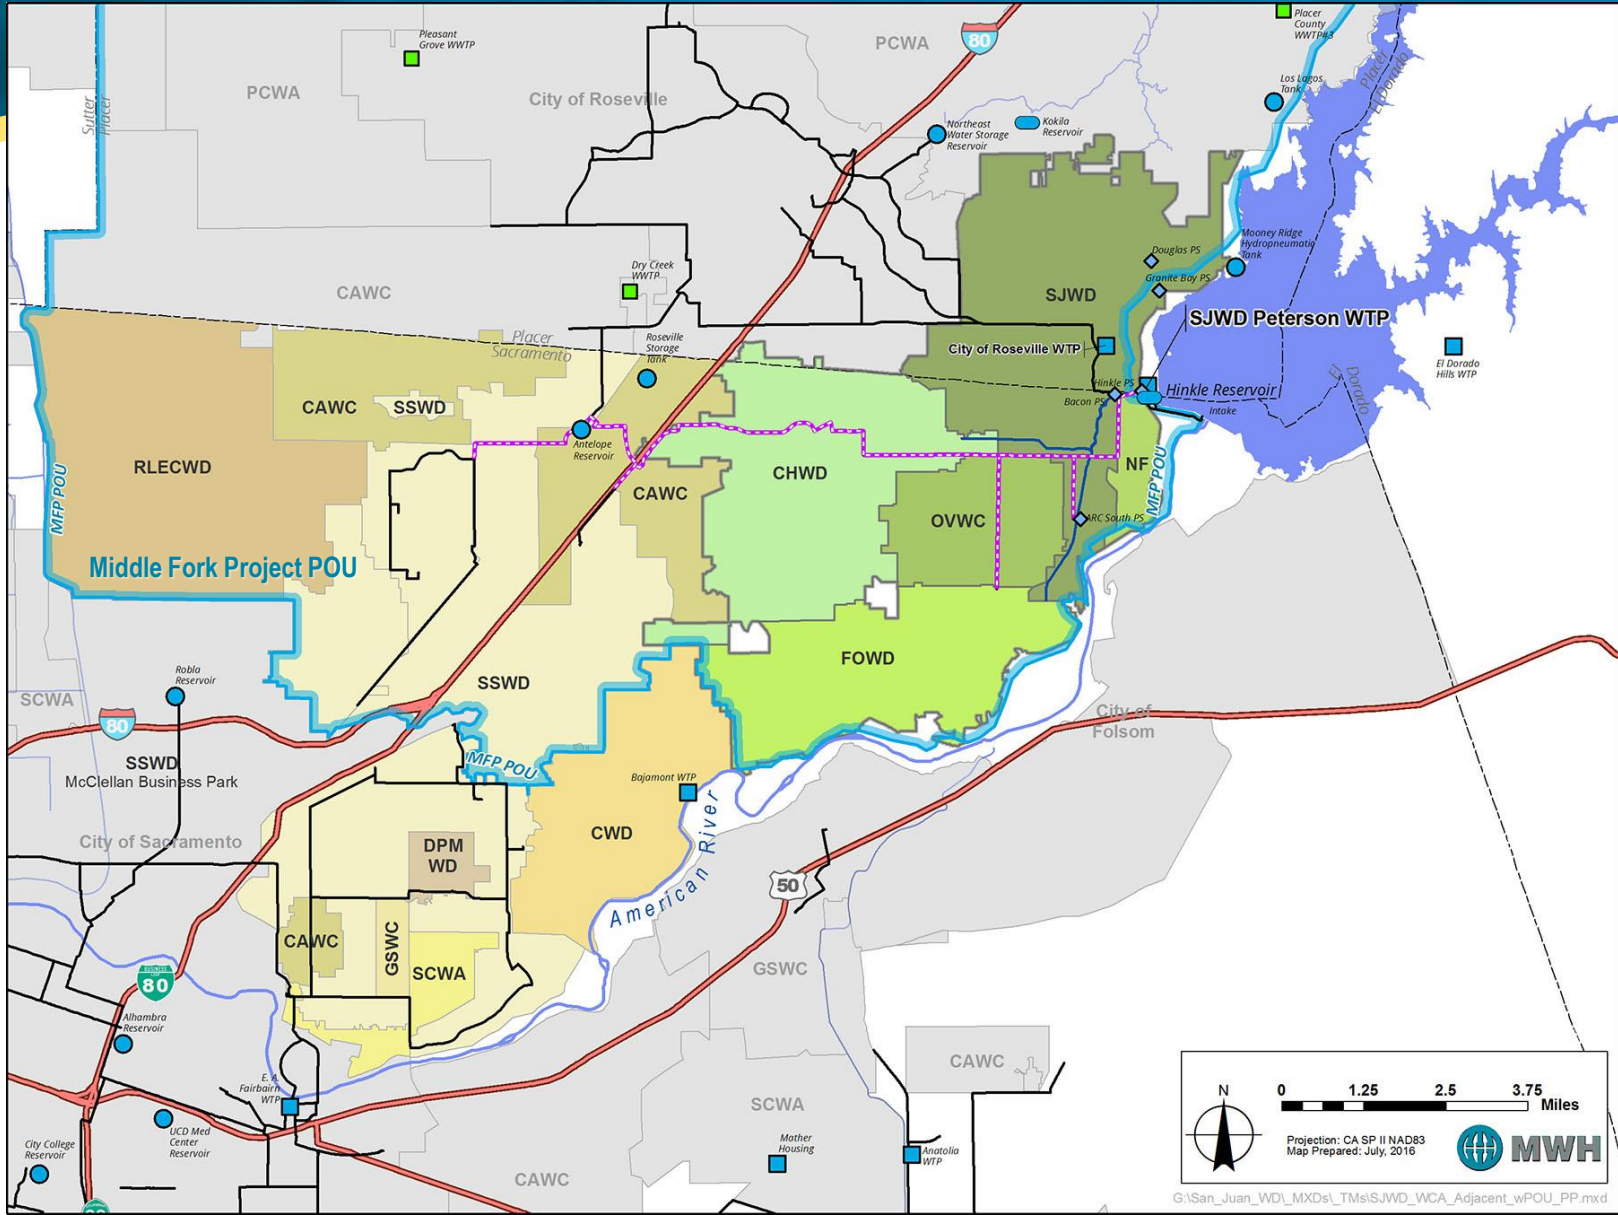 Pleasant
Grove WWTP
PCWA
80
Placer
County
WWTP#3
Placer
El Dorado
Los Lagos
Tank
Sutter
Placer
PCWA
City of Roseville
Northeast
Water Storage
Reservoir
Kokila
Reservoir
Mooney Ridge
Hydropneumatic
Tank
Douglas PS
Granite Bay PS
Dry Creek
WWTP
CAWC
SJWD
SJWD Peterson WTP
Placer
Sacramento
Roseville
Storage
Tank
City of Roseville WTP
El Dorado
Hills WTP
El Dorado
Hinkle PS
Bacon PS
Hinkle Reservoir
Intake
CAWC
SSWD
Antelope
Reservoir
RLECWD
CAWC
CHWD
NF
MFP POU
MFP POU
OVWC
ARC South PS
Middle Fork Project POU
FOWD
Robla
Reservoir
SCWA
SSWD
80
City of
Folsom
SSWD
McClellan Business Park
MFP POU
Bajamont WTP
American River
City of Sacramento
CWD
DPM
WD
50
CAWC
GSWC
SCWA
GSWC
BUSINESS
LOOP
80
Alhambra
Reservoir
CAWC
E. A.
Fairbairn
WTP
SCWA
UCD Med
Center
Reservoir
City College
Reservoir
Mather
Housing
Anatolia
WTP
CAWC
N
0 1.25 2.5 3.75
Miles
Projection: CA SP II NAD83
Map Prepared: July, 2016
MWH
G:\San_Juan_WD\_MXDs\_TMs\SJWD_WCA_Adjacent_wPOU_PP.mxd